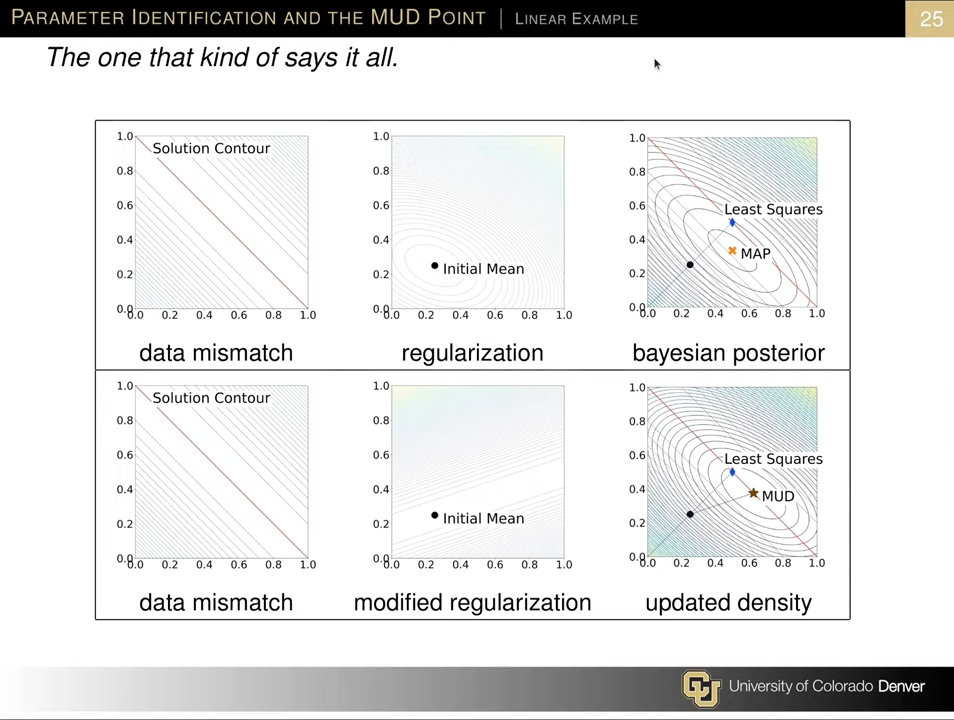 PARAMETER IDENTIFICATION AND THE MUD POINT | LINEAR EXAMPLE 25
The one that kind of says it all.
1.0 0.8 0.6 0.4 0.2 0.0
Solution Contour
0.0 0.2 0.4 0.6 0.8 1.0
data mismatch
1.0 0.8 0.6 0.4 0.2 0.0
Initial Mean
0.0 0.2 0.4 0.6 0.8 1.0
regularization
1.0 0.8 0.6 0.4 0.2 0.0
Least Squares
MAP
0.0 0.2 0.4 0.6 0.8 1.0
bayesian posterior
1.0 0.8 0.6 0.4 0.2 0.0
Solution Contour
0.0 0.2 0.4 0.6 0.8 1.0
data mismatch
1.0 0.8 0.6 0.4 0.2 0.0
Initial Mean
0.0 0.2 0.4 0.6 0.8 1.0
modified regularization
1.0 0.8 0.6 0.4 0.2 0.0
Least Squares
MUD
0.0 0.2 0.4 0.6 0.8 1.0
updated density
CU University of Colorado Denver